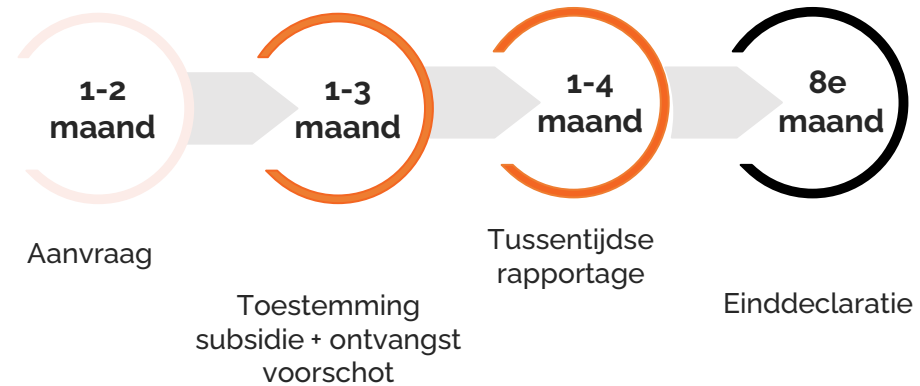 1-2
maand
1-3
maand
1-4
maand
8e
maand
Aanvraag
Toestemming
subsidie + ontvangst
voorschot
Tussentijdse
rapportage
Einddeclaratie